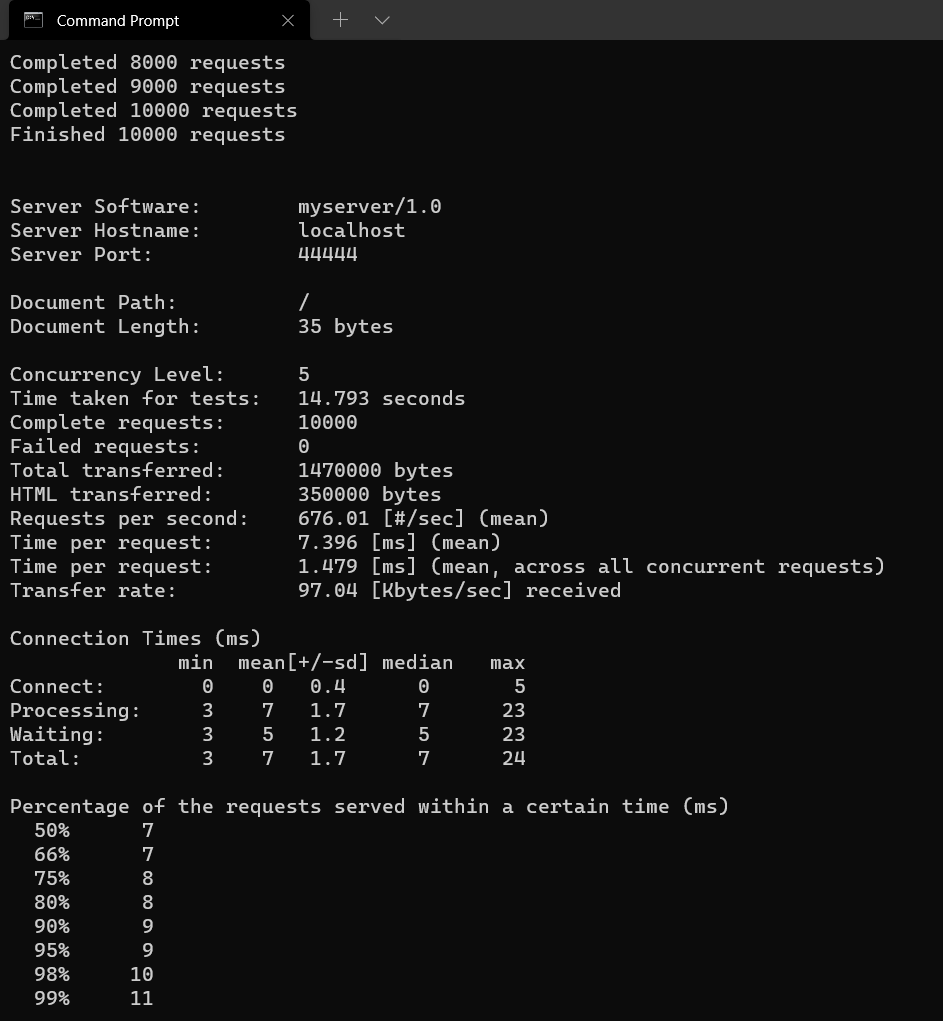 Command Prompt
Completed 8000 requests
Completed 9000 requests
Completed 10000 requests
Finished 10000 requests
Server Software:        myserver/1.0
Server Hostname:        localhost
Server Port:            44444
Document Path:          /
Document Length:        35 bytes
Concurrency Level:      5
Time taken for tests:   14.793 seconds
Complete requests:      10000
Failed requests:        0
Total transferred:      1470000 bytes
HTML transferred:       350000 bytes
Requests per second:    676.01 [#/sec] (mean)
Time per request:       7.396 [ms] (mean)
Time per request:       1.479 [ms] (mean, across all concurrent requests)
Transfer rate:          97.04 [Kbytes/sec] received
Connection Times (ms)
              min  mean[+/-sd] median   max
Connect:        0    0   0.4      0       5
Processing:     3    7   1.7      7      23
Waiting:        3    5   1.2      5      23
Total:          3    7   1.7      7      24
Percentage of the requests served within a certain time (ms)
  50%      7
  66%      7
  75%      8
  80%      8
  90%      9
  95%      9
  98%     10
  99%     11